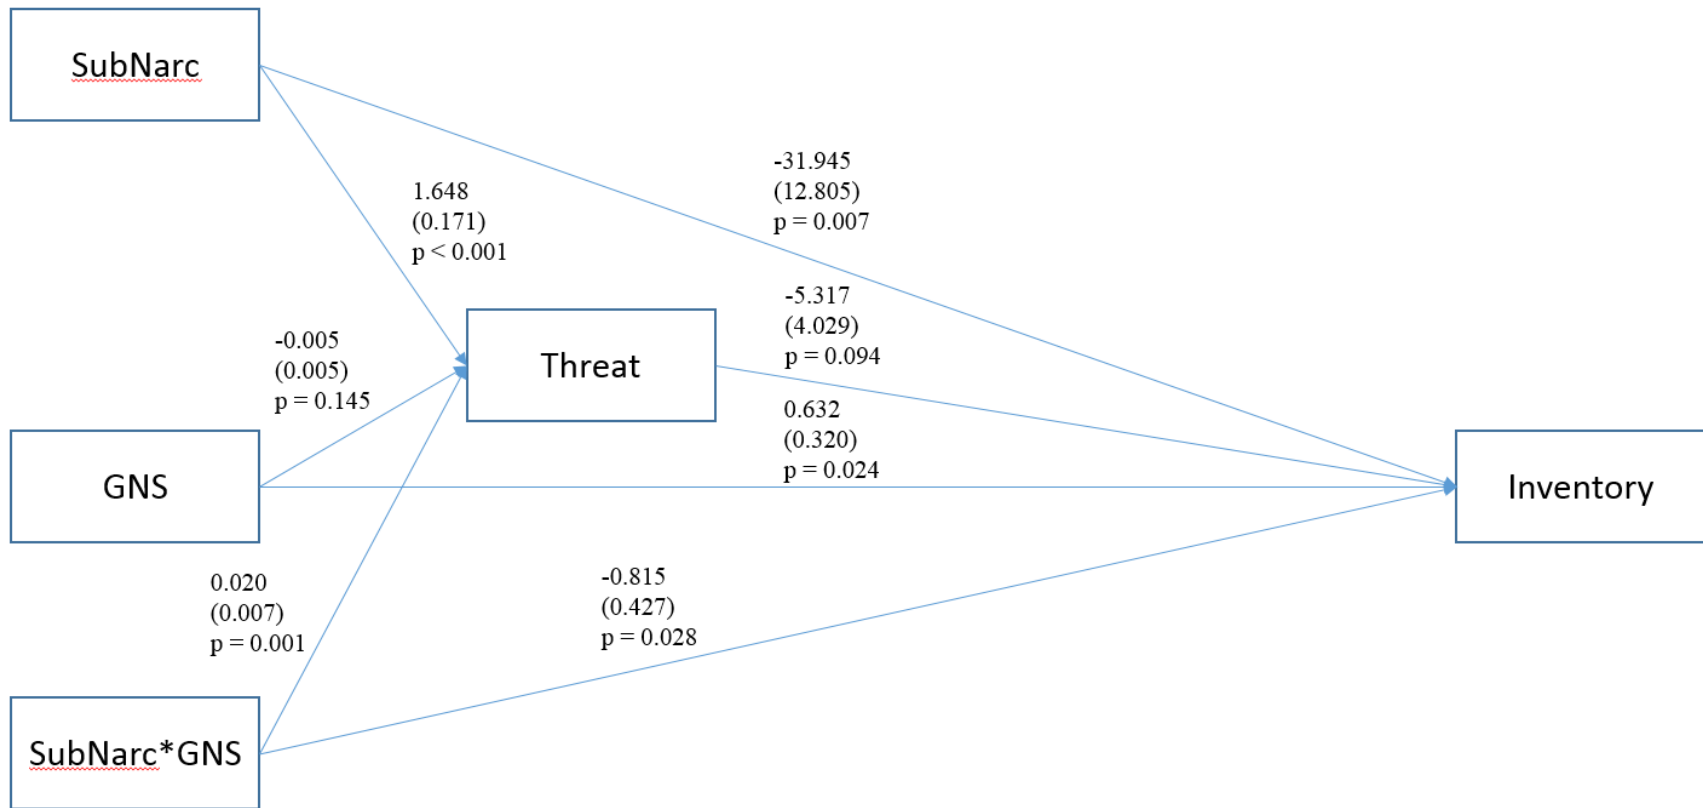 SubNarc
-31.945
(12.805)
p = 0.007
1.648
(0.171)
p < 0.001
-5.317
(4.029)
p = 0.094
-0.005
(0.005)
p = 0.145
Threat
0.632
(0.320)
p = 0.024
GNS
Inventory
0.020
(0.007)
p = 0.001
-0.815
(0.427)
p = 0.028
SubNarc*GNS